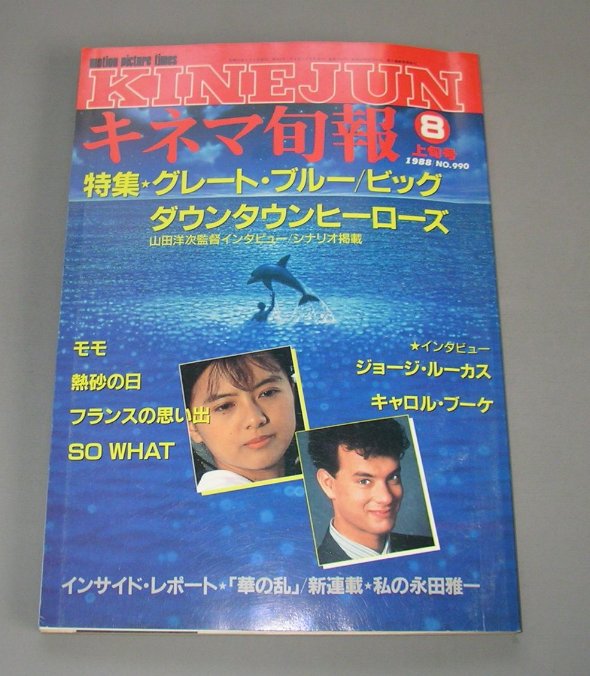 motion picture times
KINEJUN
キネマ旬報
8
上旬号
1988 NO.990
特集★グレート・ブルー/ビッグ
ダウンタウンヒーローズ
山田洋次監督インタビュー/シナリオ掲載
モモ
熱砂の日
フランスの思い出
SO WHAT
★インタビュー
ジョージ・ルーカス
キャロル・ブーケ
インサイド・レポート★「華の乱」/新連載★私の永田雅一